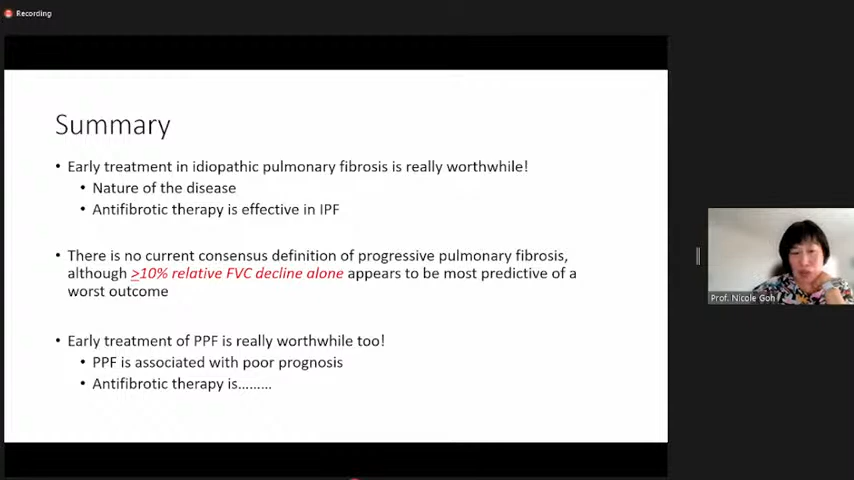 Recording
Summary
• Early treatment in idiopathic pulmonary fibrosis is really worthwhile!
• Nature of the disease
• Antifibrotic therapy is effective in IPF
• There is no current consensus definition of progressive pulmonary fibrosis,
although >10% relative FVC decline alone appears to be most predictive of a
worst outcome
• Early treatment of PPF is really worthwhile too!
• PPF is associated with poor prognosis
• Antifibrotic therapy is.........
Prof. Nicole Goh